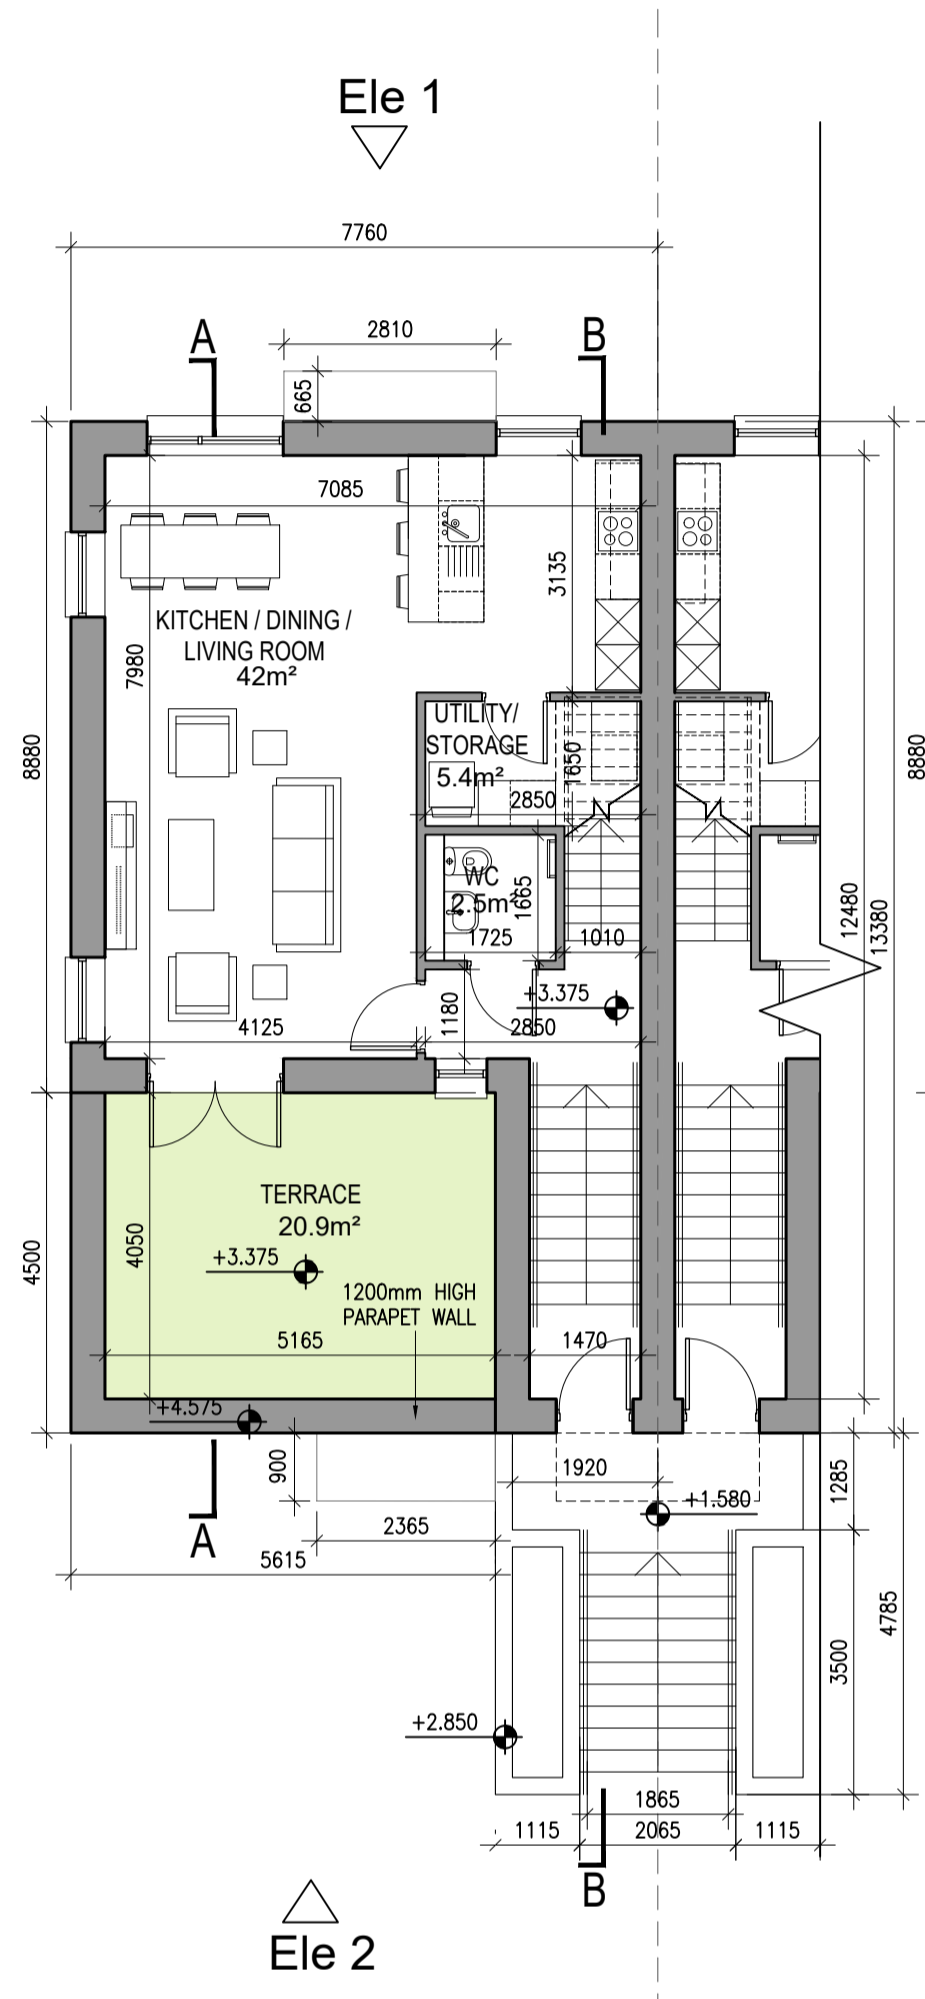 Ele 1
7760
2810
A
B
665
7085
3135
KITCHEN / DINING /
LIVING ROOM
42m²
7980
8880
8880
UTILITY/
STORAGE
5.4m²
1650
2850
WC
2.5m²
1665
1725
1010
12480
13380
+3.375
4125
1180
2850
TERRACE
20.9m²
4050
4500
+3.375
1200mm HIGH
PARAPET WALL
5165
1470
+4.575
900
1920
+1.580
1285
A
2365
5615
4785
3500
+2.850
1865
1115
2065
1115
B
Ele 2